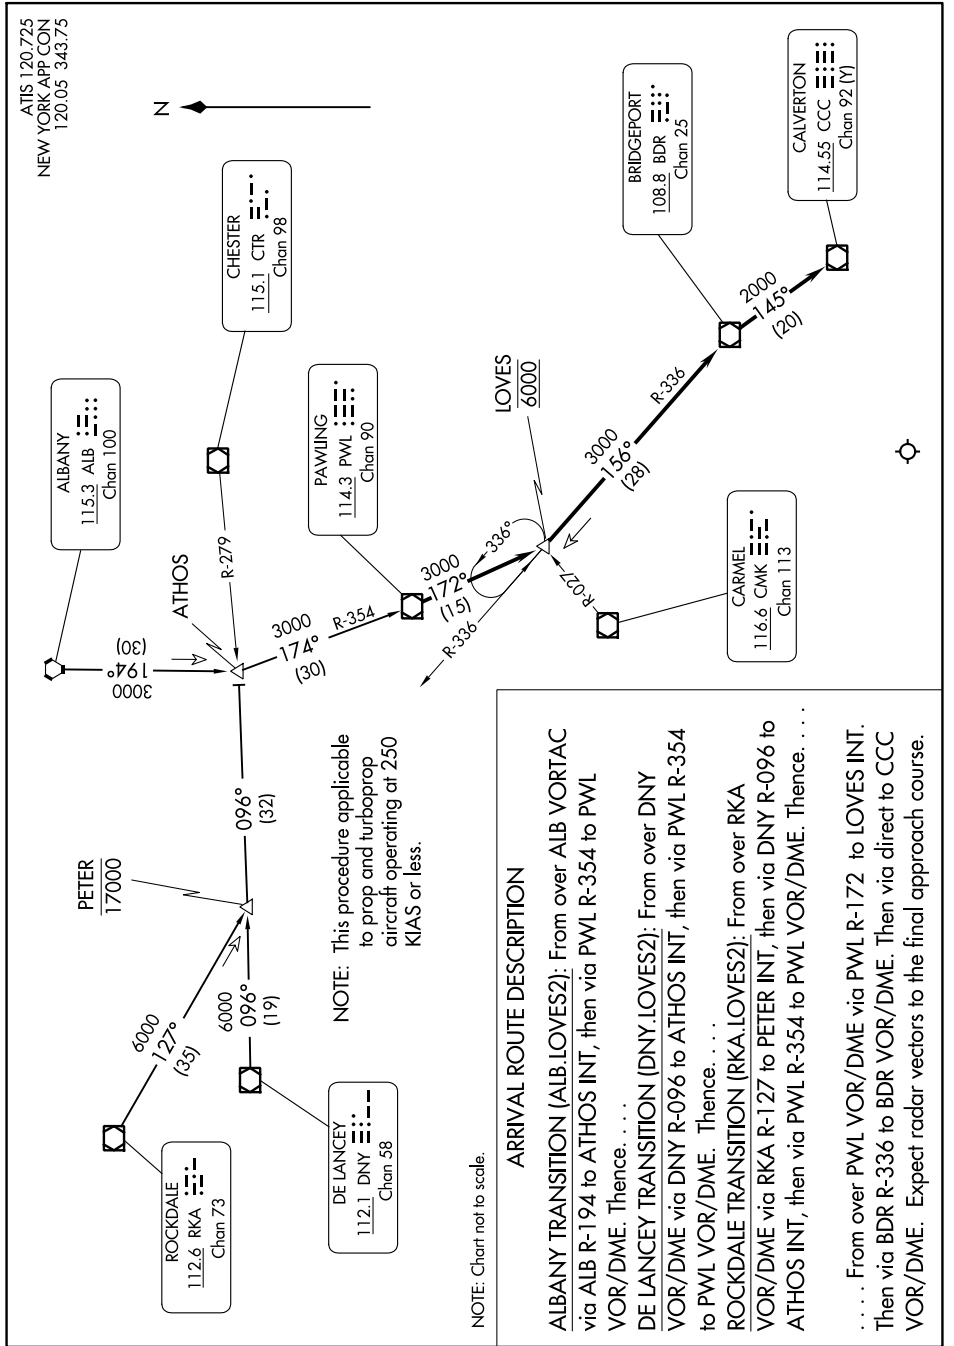 ATIS 120.725
NEW YORK APP CON
120.05 343.75
N
ALBANY
115.3 ALB
Chan 100
CHESTER
115.1 CTR
Chan 98
BRIDGEPORT
108.8 BDR
Chan 25
CALVERTON
114.55 CCC
Chan 92 (Y)
PAWLING
114.3 PWL
Chan 90
CARMEL
116.6 CMK
Chan 113
ROCKDALE
112.6 RKA
Chan 73
DE LANCEY
112.1 DNY
Chan 58
PETER
17000
ATHOS
LOVES
6000
6000
127°
(35)
6000
096°
(19)
096°
(32)
3000
194°
(30)
R-279
3000
174°
(30)
R-354
3000
172°
(15)
R-336
336°
R-027
3000
156°
(28)
R-336
2000
145°
(20)
NOTE: This procedure applicable
to prop and turboprop
aircraft operating at 250
KIAS or less.
NOTE: Chart not to scale.
ARRIVAL ROUTE DESCRIPTION
ALBANY TRANSITION (ALB.LOVES2): From over ALB VORTAC
via ALB R-194 to ATHOS INT, then via PWL R-354 to PWL
VOR/DME. Thence. . . .
DE LANCEY TRANSITION (DNY.LOVES2): From over DNY
VOR/DME via DNY R-096 to ATHOS INT, then via PWL R-354
to PWL VOR/DME. Thence. . . .
ROCKDALE TRANSITION (RKA.LOVES2): From over RKA
VOR/DME via RKA R-127 to PETER INT, then via DNY R-096 to
ATHOS INT, then via PWL R-354 to PWL VOR/DME. Thence. . . .
. . . . From over PWL VOR/DME via PWL R-172 to LOVES INT.
Then via BDR R-336 to BDR VOR/DME. Then via direct to CCC
VOR/DME. Expect radar vectors to the final approach course.